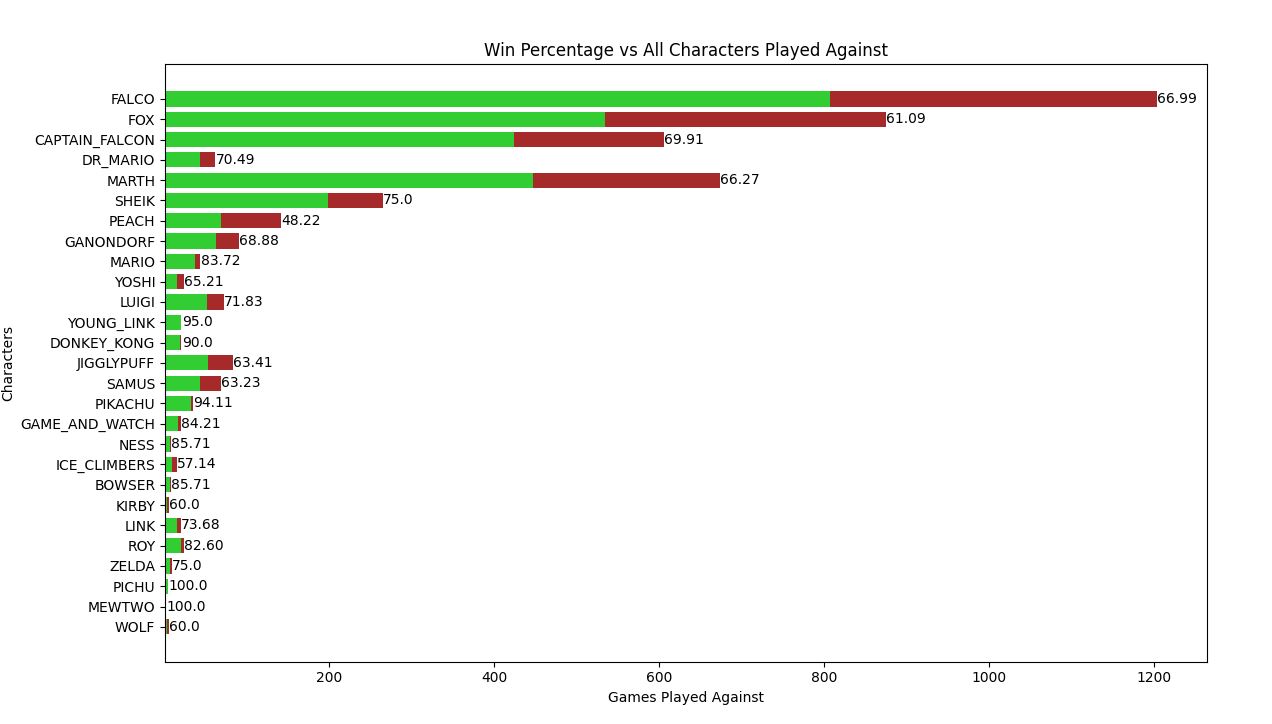 Win Percentage vs All Characters Played Against
Characters
FALCO 66.99
FOX 61.09
CAPTAIN_FALCON 69.91
DR_MARIO 70.49
MARTH 66.27
SHEIK 75.0
PEACH 48.22
GANONDORF 68.88
MARIO 83.72
YOSHI 65.21
LUIGI 71.83
YOUNG_LINK 95.0
DONKEY_KONG 90.0
JIGGLYPUFF 63.41
SAMUS 63.23
PIKACHU 94.11
GAME_AND_WATCH 84.21
NESS 85.71
ICE_CLIMBERS 57.14
BOWSER 85.71
KIRBY 60.0
LINK 73.68
ROY 82.60
ZELDA 75.0
PICHU 100.0
MEWTWO 100.0
WOLF 60.0
200 400 600 800 1000 1200
Games Played Against